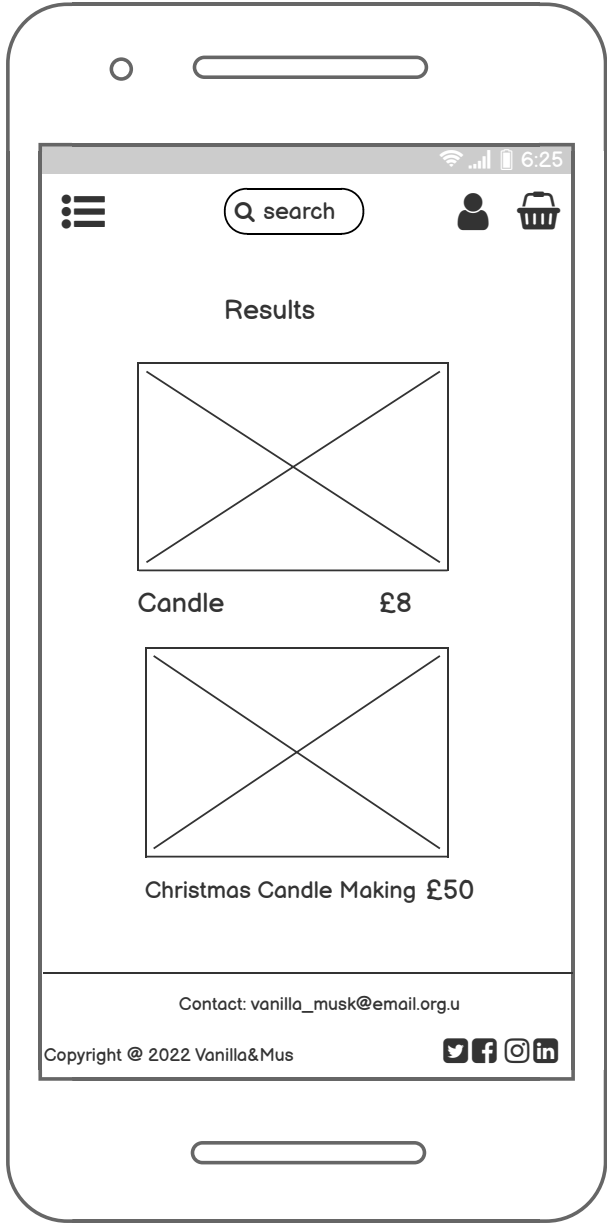 6:25
search
Results
Candle £8
Christmas Candle Making £50
Contact: vanilla_musk@email.org.u
Copyright @ 2022 Vanilla&Mus